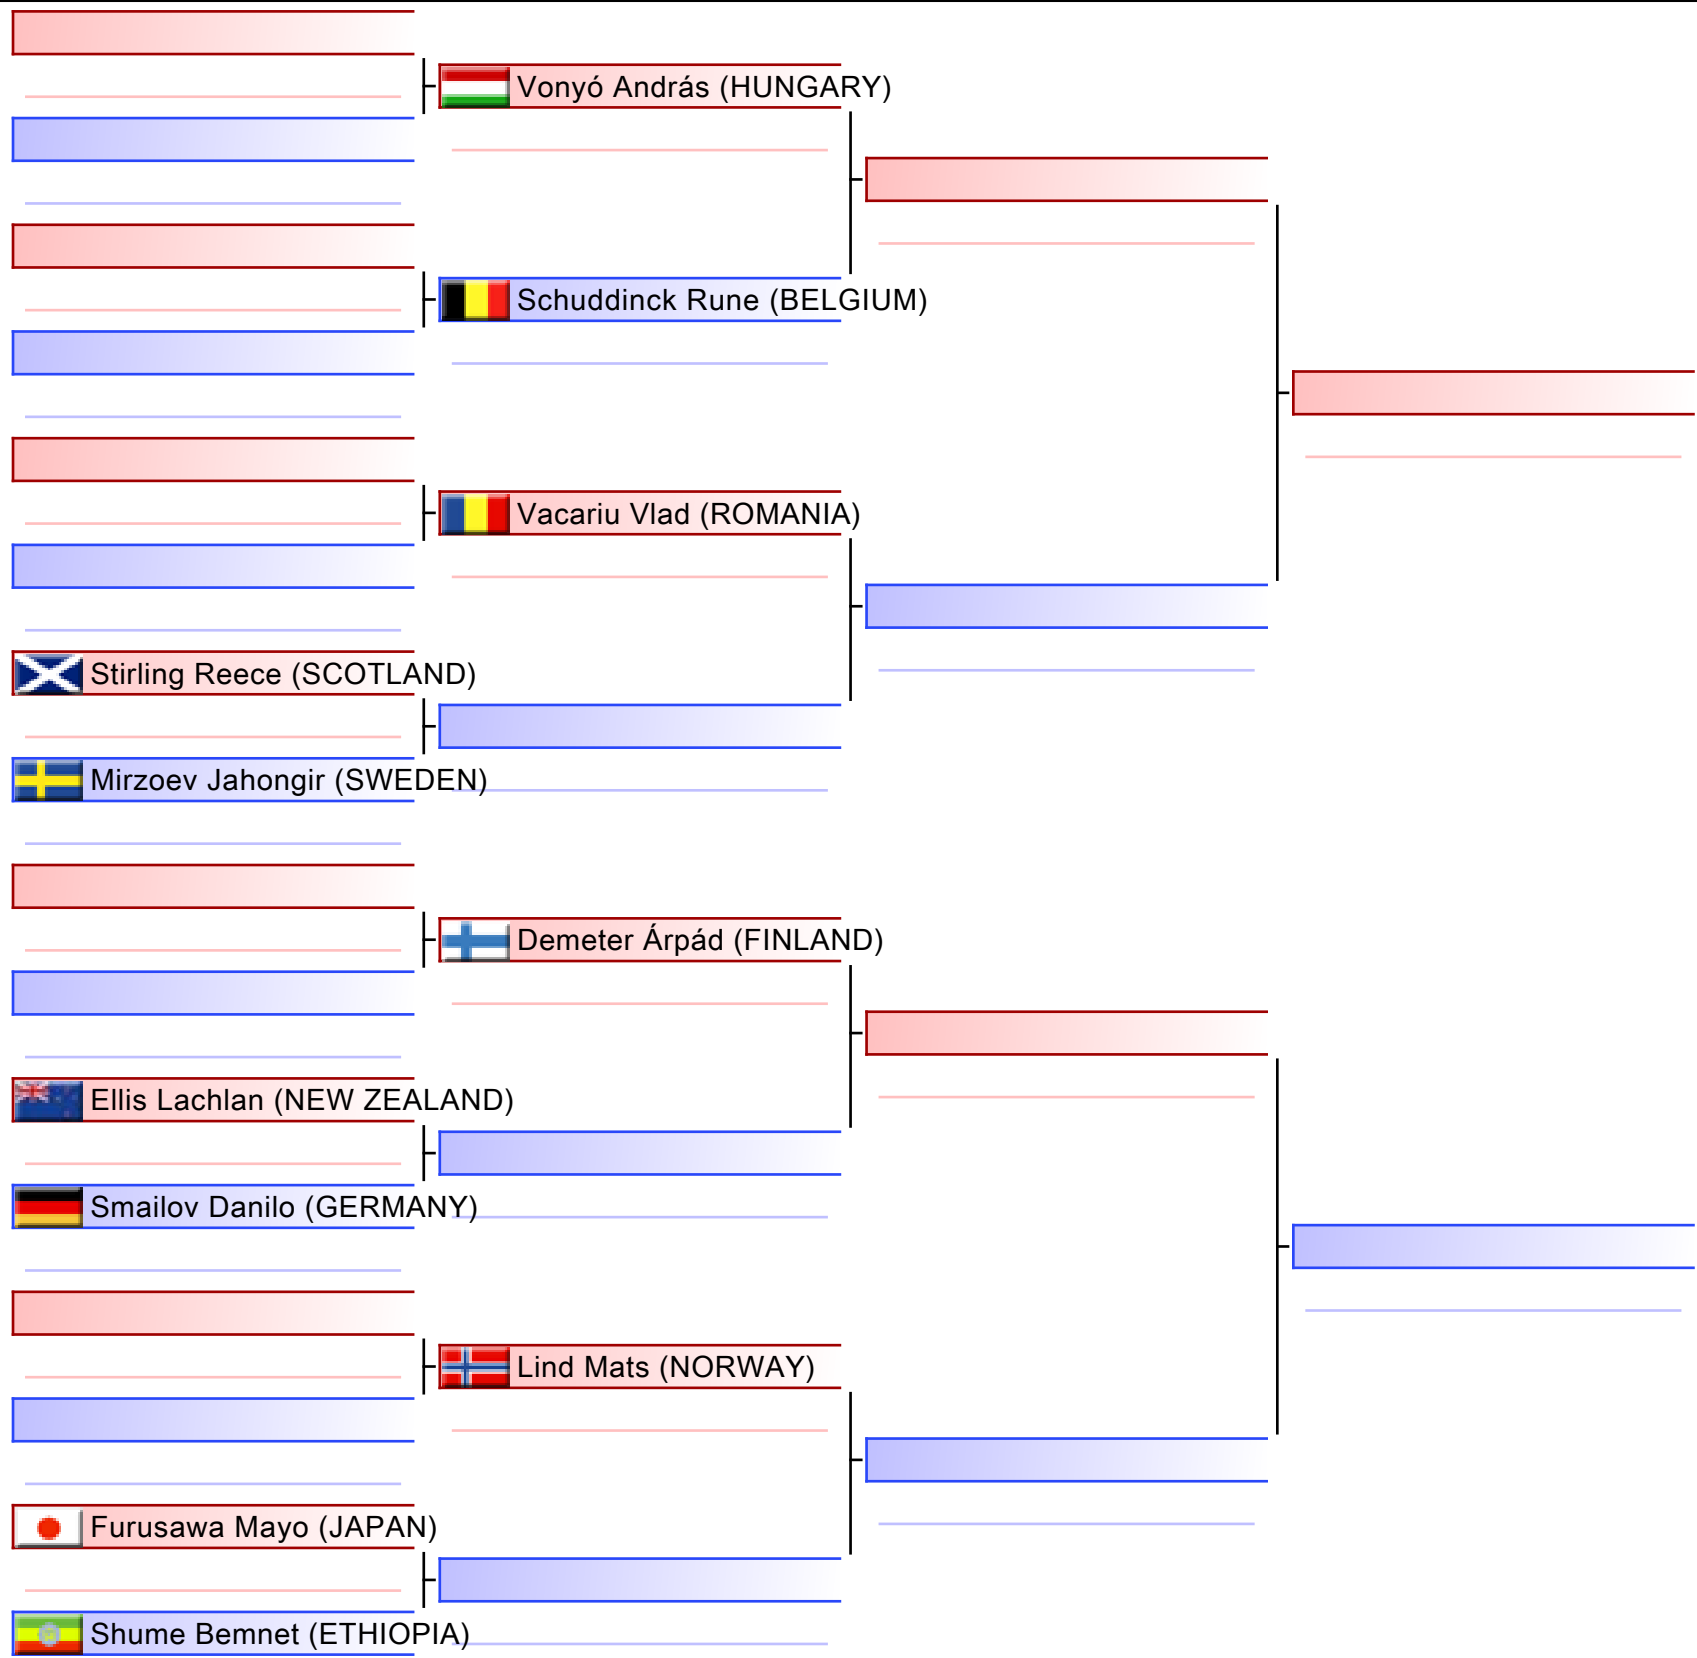 Vonyó András (HUNGARY)
Schuddinck Rune (BELGIUM)
Vacariu Vlad (ROMANIA)
Stirling Reece (SCOTLAND)
Mirzoev Jahongir (SWEDEN)
Demeter Árpád (FINLAND)
Ellis Lachlan (NEW ZEALAND)
Smailov Danilo (GERMANY)
Lind Mats (NORWAY)
Furusawa Mayo (JAPAN)
Shume Bemnet (ETHIOPIA)